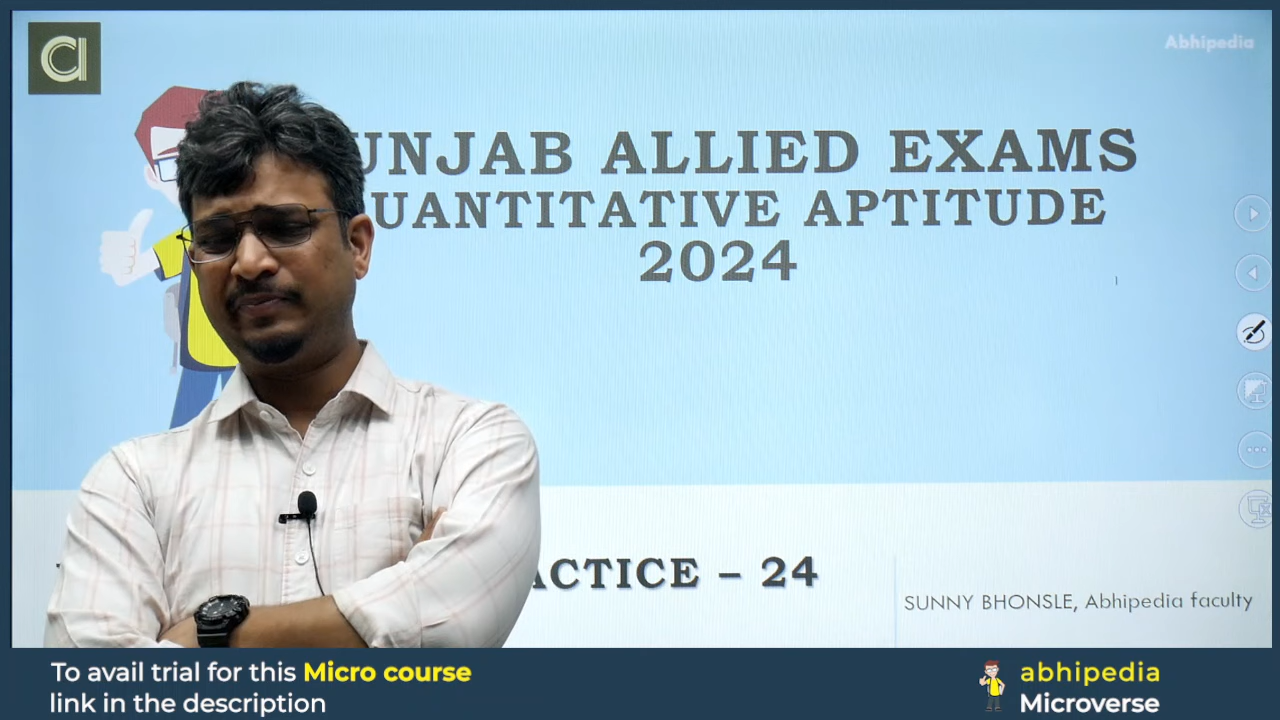 Abhipedia
UNJAB ALLIED EXAMS
UANTITATIVE APTITUDE
2024
ACTICE – 24
SUNNY BHONSLE, Abhipedia faculty
To avail trial for this Micro course
link in the description
abhipedia
Microverse